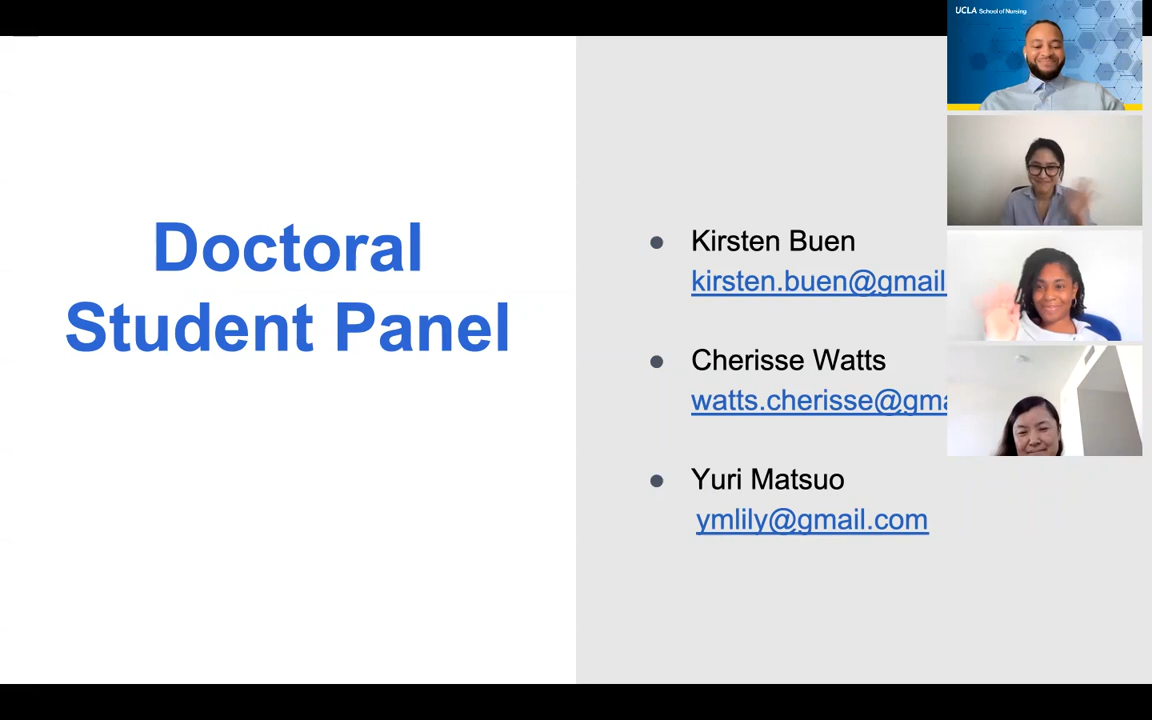 UCLA School of Nursing
Doctoral
Student Panel
● Kirsten Buen
kirsten.buen@gmail
● Cherisse Watts
watts.cherisse@gma
● Yuri Matsuo
ymlily@gmail.com